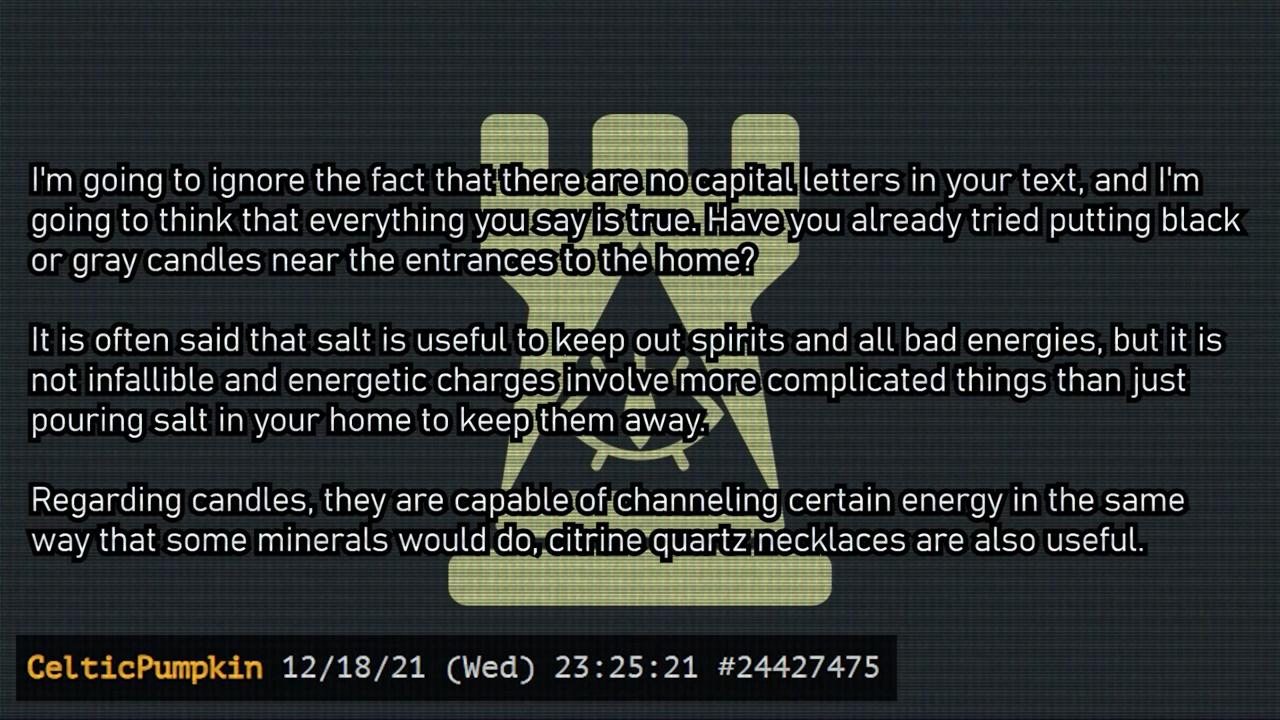 I'm going to ignore the fact that there are no capital letters in your text, and I'm
going to think that everything you say is true. Have you already tried putting black
or gray candles near the entrances to the home?
It is often said that salt is useful to keep out spirits and all bad energies, but it is
not infallible and energetic charges involve more complicated things than just
pouring salt in your home to keep them away.
Regarding candles, they are capable of channeling certain energy in the same
way that some minerals would do, citrine quartz necklaces are also useful.
CelticPumpkin 12/18/21 (Wed) 23:25:21 #24427475